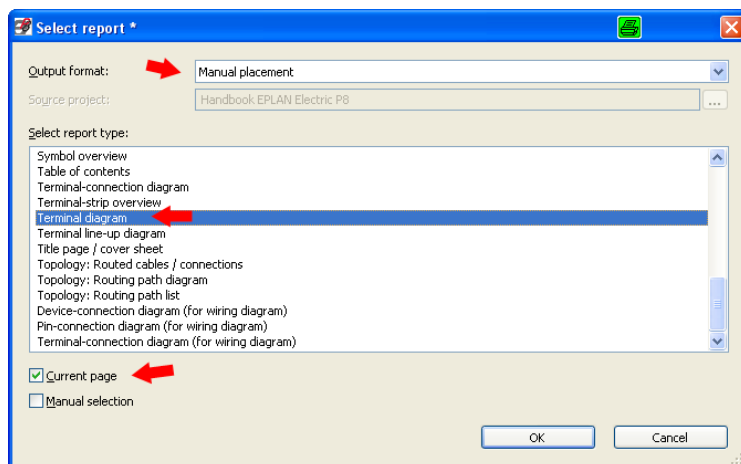 Select report *
Output format:
Manual placement
Source project:
Handbook EPLAN Electric P8
...
Select report type:
Symbol overview
Table of contents
Terminal-connection diagram
Terminal-strip overview
Terminal diagram
Terminal line-up diagram
Title page / cover sheet
Topology: Routed cables / connections
Topology: Routing path diagram
Topology: Routing path list
Device-connection diagram (for wiring diagram)
Pin-connection diagram (for wiring diagram)
Terminal-connection diagram (for wiring diagram)
Current page
Manual selection
OK
Cancel